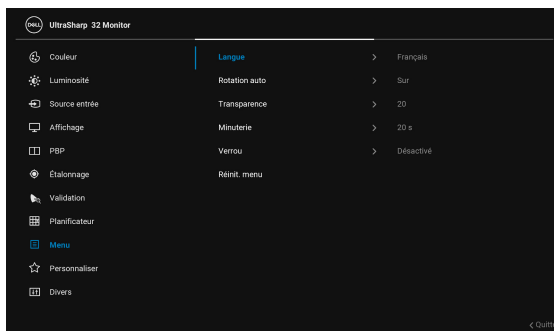 DELL UltraSharp 32 Monitor
Couleur Langue Français
Luminosité Rotation auto Sur
Source entrée Transparence 20
Affichage Minuterie 20 s
PBP Verrou Désactivé
Étalonnage Réinit. menu
Validation
Planificateur
Menu
Personnaliser
Divers